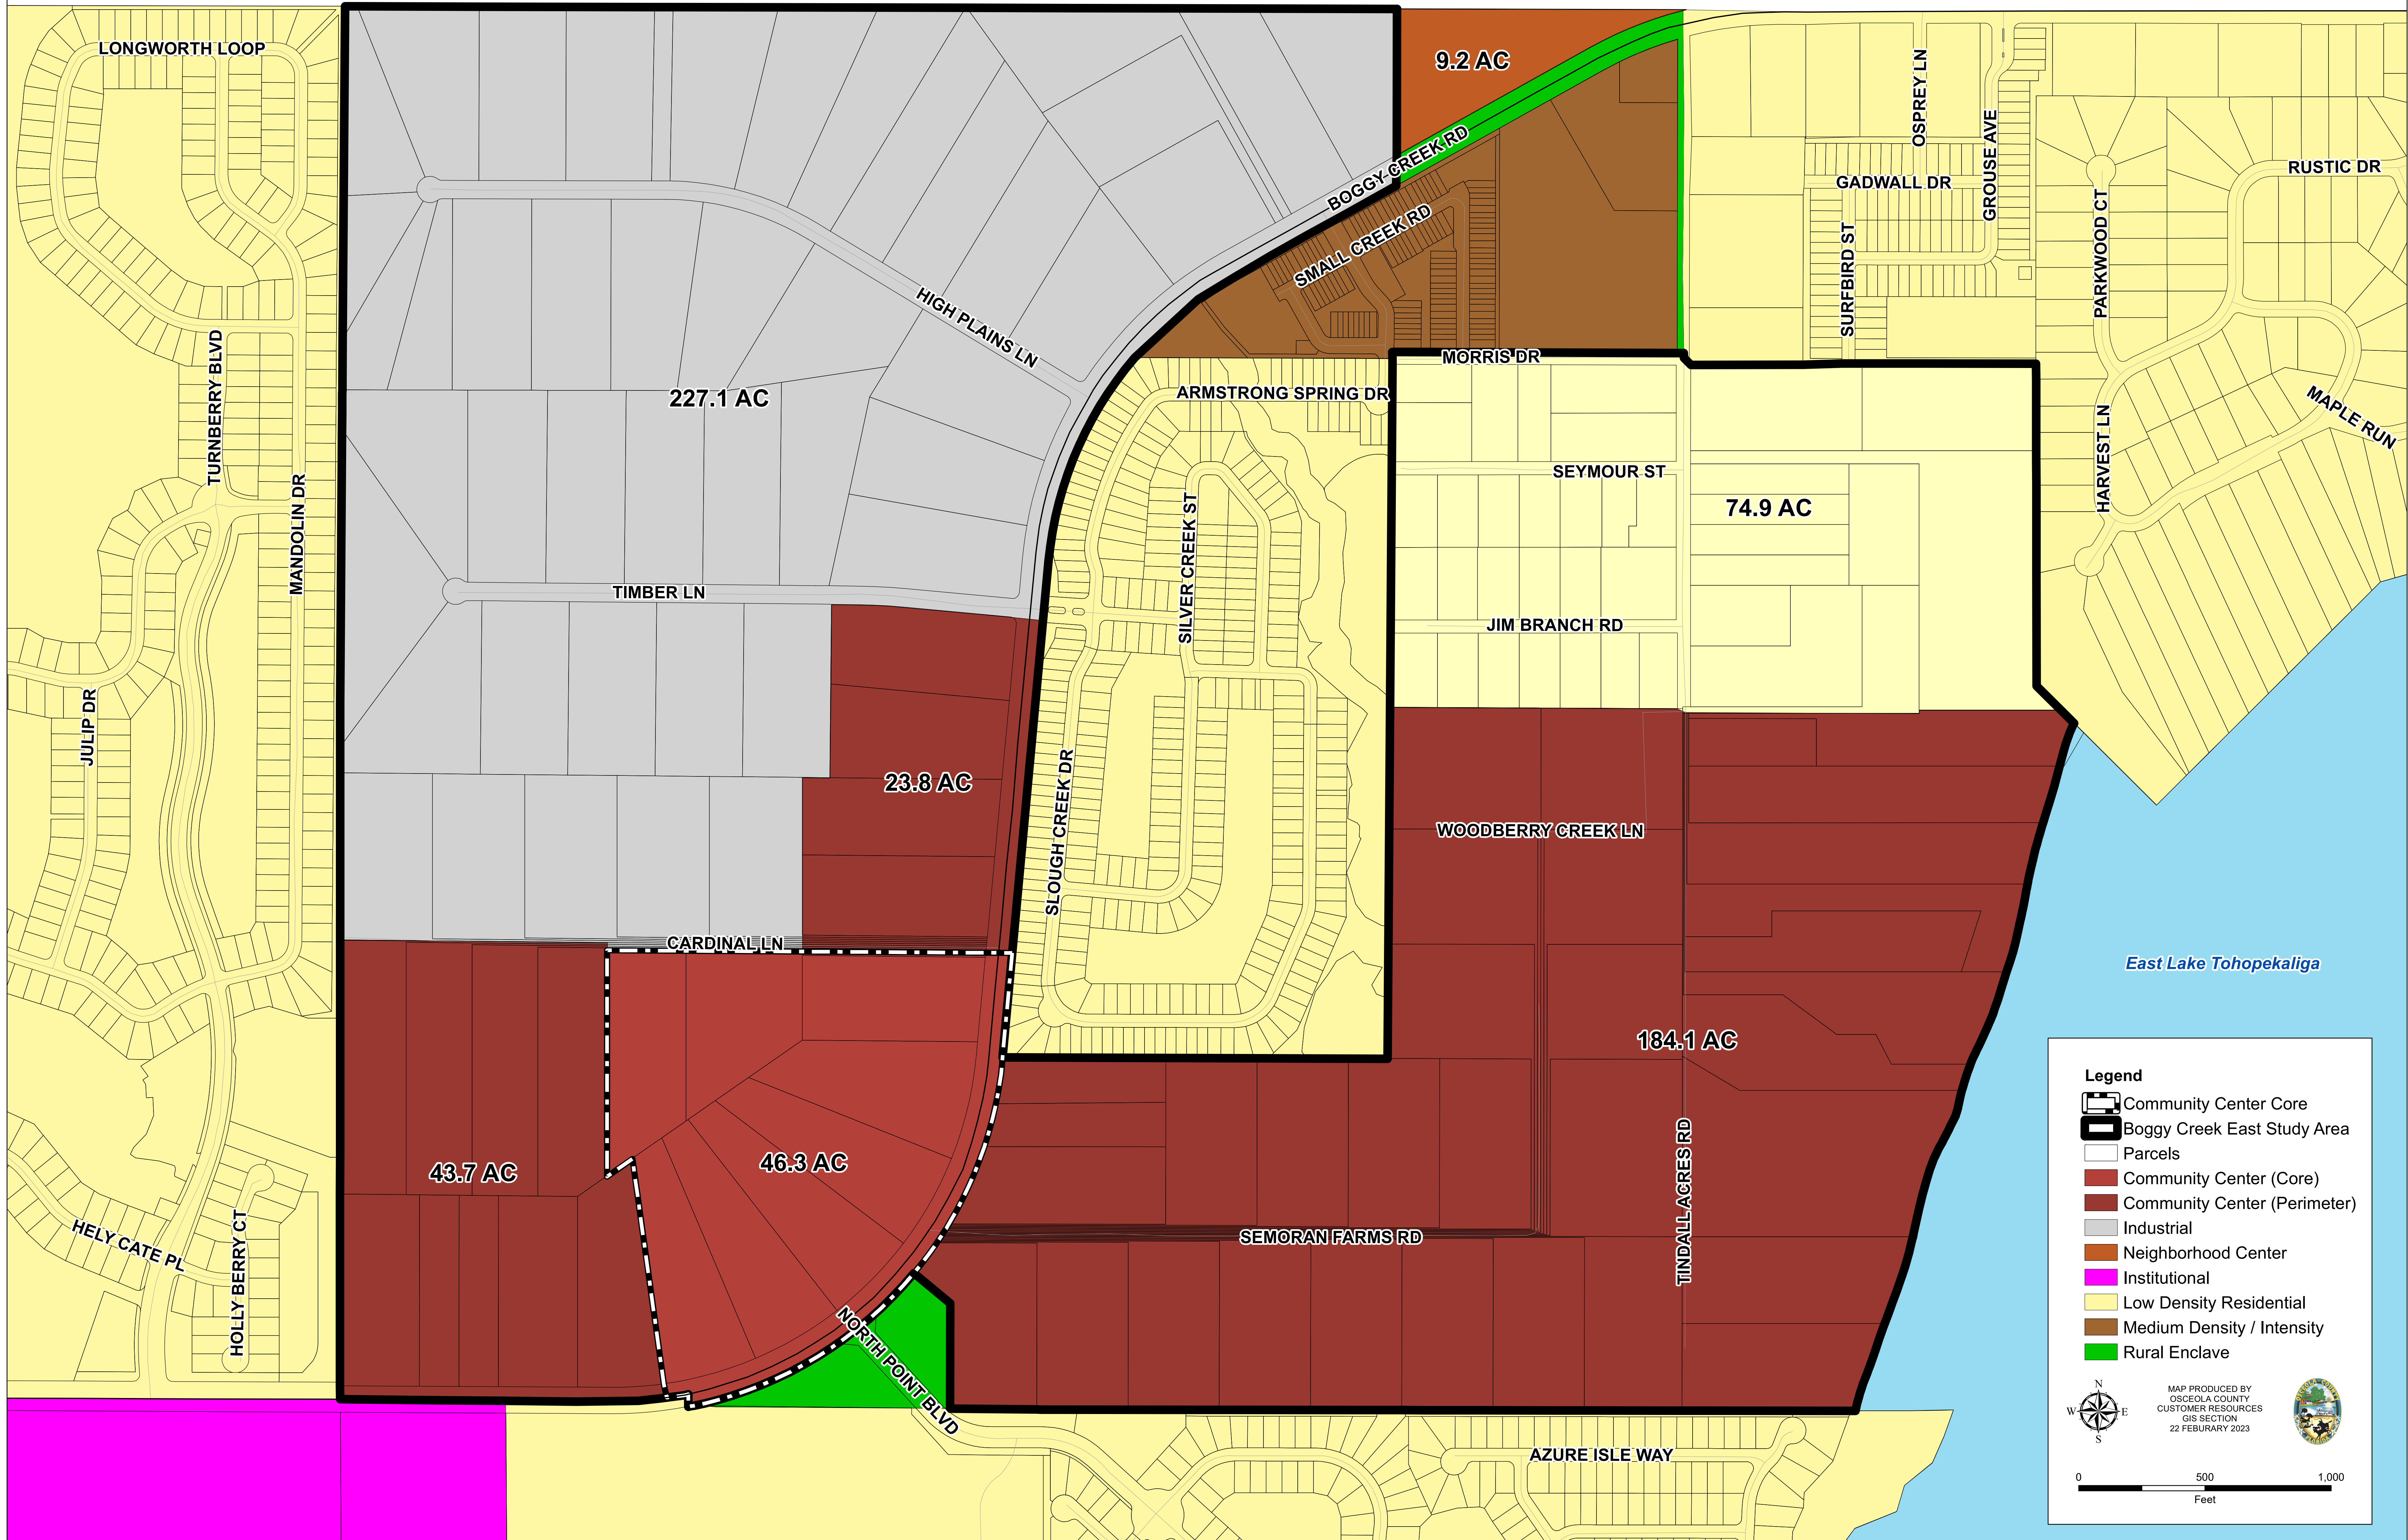 LONGWORTH LOOP
9.2 AC
OSPREY LN
GROUSE AVE
BOGGY CREEK RD
RUSTIC DR
GADWALL DR
SMALL CREEK RD
SURFBIRD ST
PARKWOOD CT
HIGH PLAINS LN
TURNBERRY BLVD
MORRIS DR
227.1 AC
ARMSTRONG SPRING DR
MAPLE RUN
HARVEST LN
SEYMOUR ST
74.9 AC
MANDOLIN DR
SILVER CREEK ST
TIMBER LN
JIM BRANCH RD
JULIP DR
23.8 AC
SLOUGH CREEK DR
WOODBERRY CREEK LN
CARDINAL LN
East Lake Tohopekaliga
184.1 AC
43.7 AC
46.3 AC
TINDALL ACRES RD
HELY CATE PL
HOLLY BERRY CT
SEMORAN FARMS RD
NORTH POINT BLVD
AZURE ISLE WAY
Legend
Community Center Core
Boggy Creek East Study Area
Parcels
Community Center (Core)
Community Center (Perimeter)
Industrial
Neighborhood Center
Institutional
Low Density Residential
Medium Density / Intensity
Rural Enclave
N
W E
S
MAP PRODUCED BY
OSCEOLA COUNTY
CUSTOMER RESOURCES
GIS SECTION
22 FEBURARY 2023
0 500 1,000
Feet